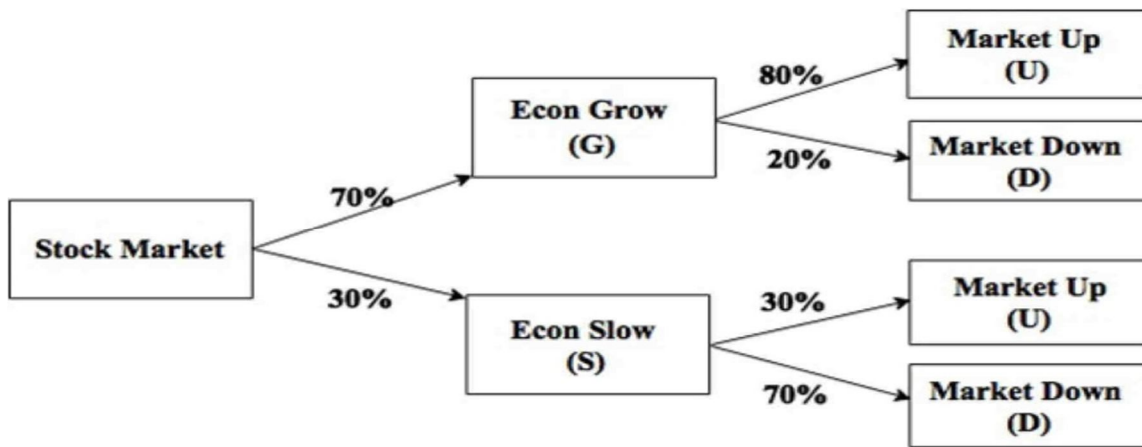 Stock Market
70%
30%
Econ Grow
(G)
80%
20%
Market Up
(U)
Market Down
(D)
Econ Slow
(S)
30%
70%
Market Up
(U)
Market Down
(D)